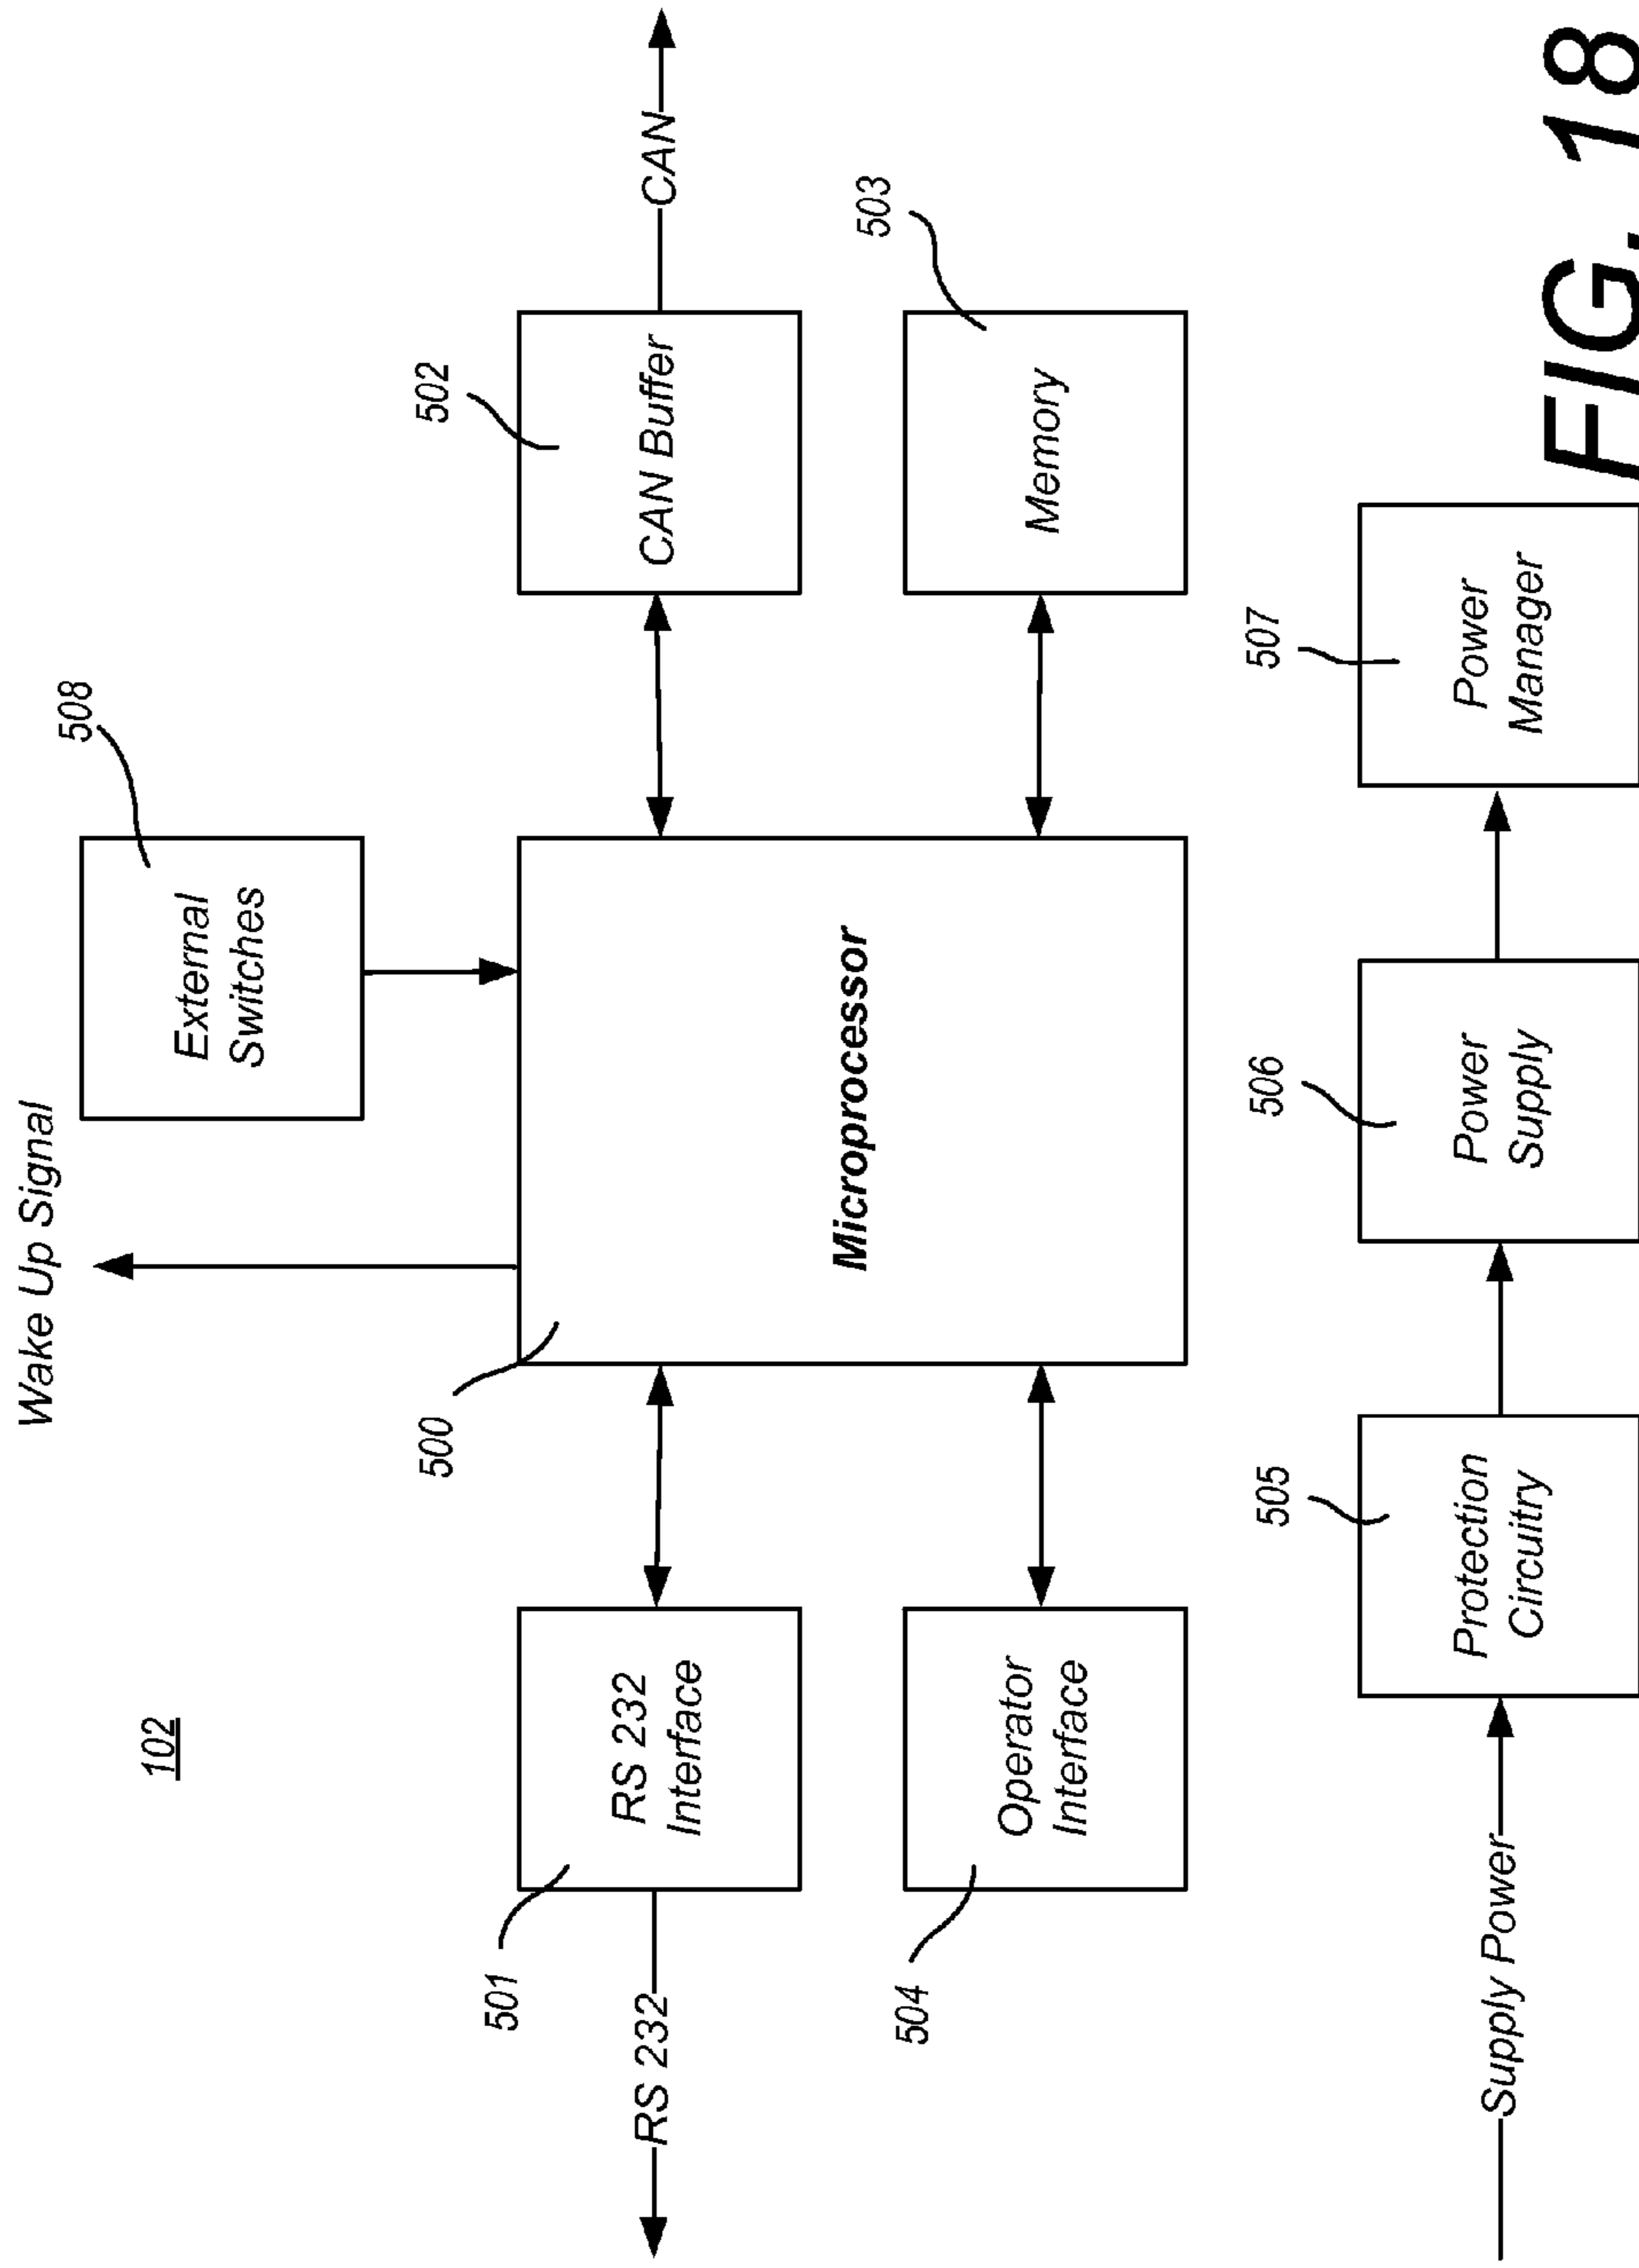 102
Wake Up Signal
508
External
Switches
500
501
RS 232
Interface
RS 232
Microprocessor
502
CAN Buffer
CAN
504
Operator
Interface
503
Memory
Supply Power
505
Protection
Circuitry
506
Power
Supply
507
Power
Manager
FIG. 18